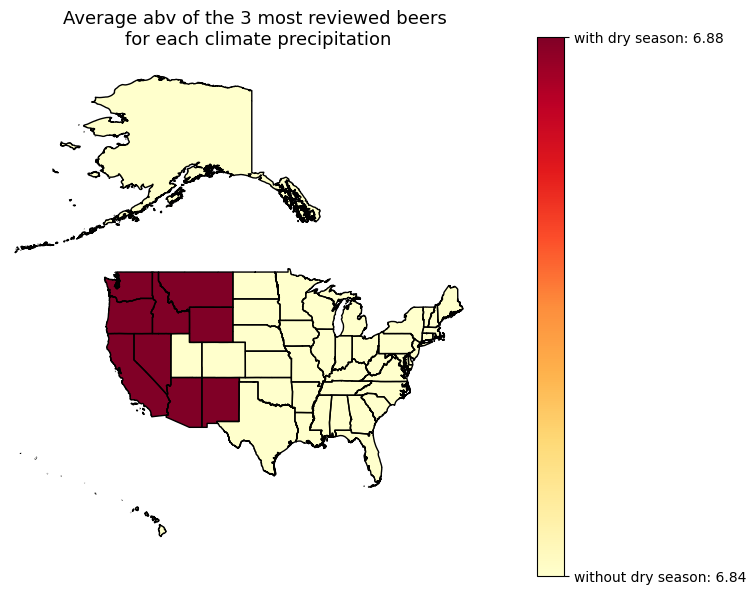 Average abv of the 3 most reviewed beers
for each climate precipitation
with dry season: 6.88
without dry season: 6.84